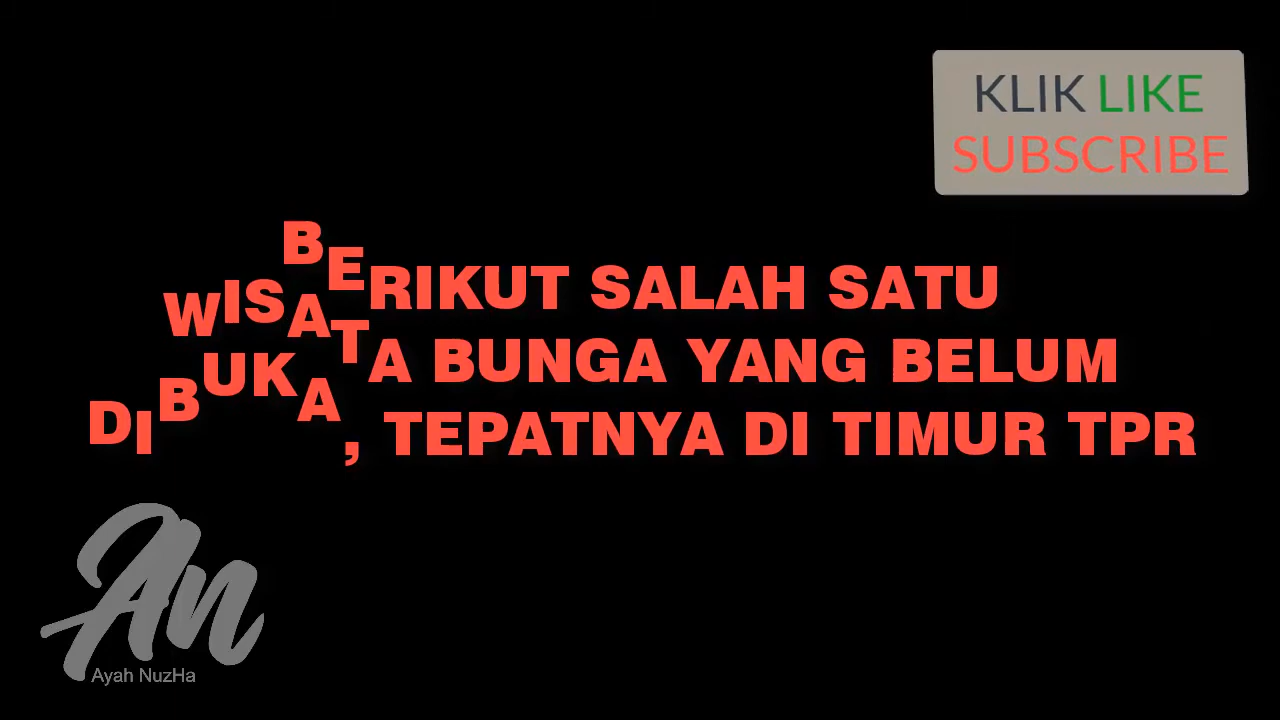 KLIK LIKE
SUBSCRIBE
BERIKUT SALAH SATU
WISATA BUNGA YANG BELUM
DIBUKA, TEPATNYA DI TIMUR TPR
An
Ayah NuzHa